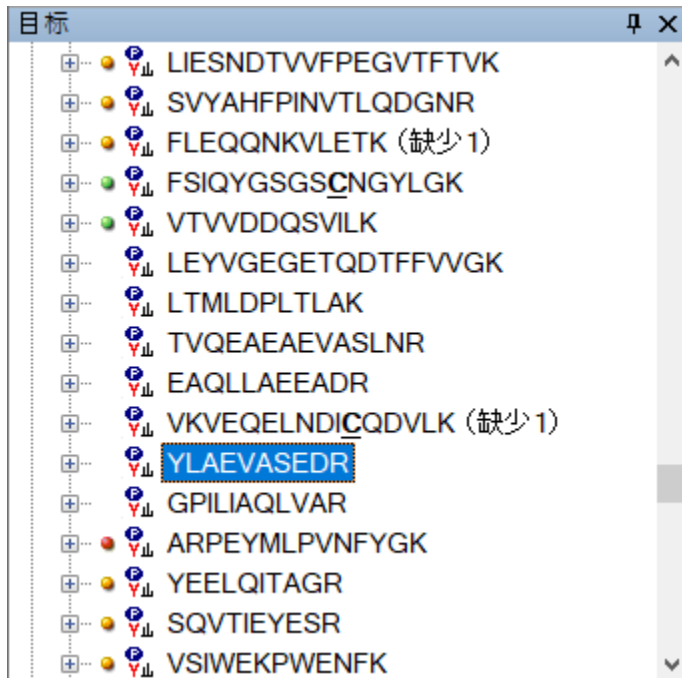 目标
LIESNDTVVFPEGVTFTVK
SVYAHFPINVTLQDGNR
FLEQQNKVLETK (缺少1)
FSIQYGSGSCNGYLGK
VTVVDDQSVILK
LEYVGEGETQDTFFVVGK
LTMLDPLTLAK
TVQEAEAEVASLNR
EAQLLAEEADR
VKVEQELNDICQDVLK (缺少1)
YLAEVASEDR
GPILIAQLVAR
ARPEYMLPVNFYGK
YEELQITAGR
SQVTIEYESR
VSIWEKPWENFK